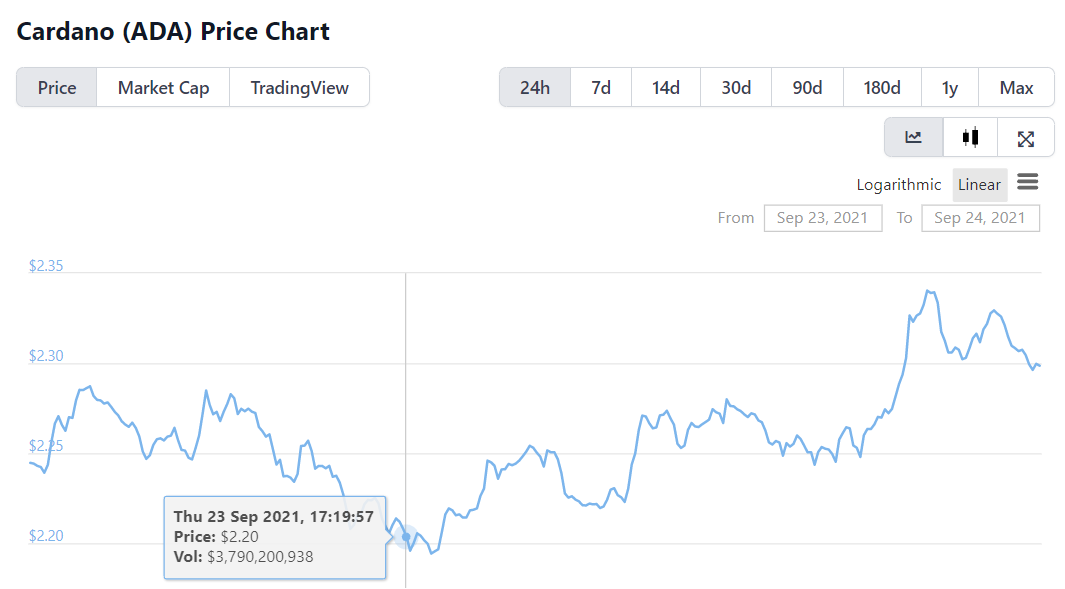 Cardano (ADA) Price Chart
Price Market Cap TradingView 24h 7d 14d 30d 90d 180d 1y Max
Logarithmic Linear
From Sep 23, 2021 To Sep 24, 2021
$2.35
$2.30
$2.25
$2.20
Thu 23 Sep 2021, 17:19:57
Price: $2.20
Vol: $3,790,200,938